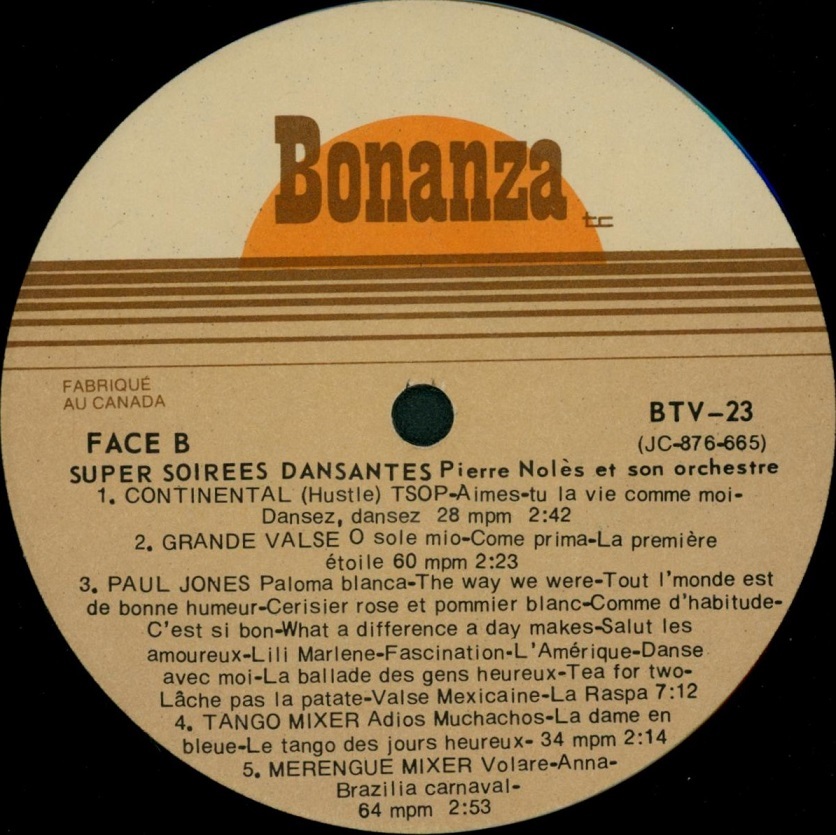 Bonanza
tc
FABRIQUÉ
AU CANADA
BTV-23
FACE B
(JC-876-665)
SUPER SOIREES DANSANTES Pierre Nolès et son orchestre
1. CONTINENTAL (Hustle) TSOP-Aimes-tu la vie comme moi-
Dansez, dansez 28 mpm 2:42
2. GRANDE VALSE O sole mio-Come prima-La première
étoile 60 mpm 2:23
3. PAUL JONES Paloma blanca-The way we were-Tout l'monde est
de bonne humeur-Cerisier rose et pommier blanc-Comme d'habitude-
C'est si bon-What a difference a day makes-Salut les
amoureux-Lili Marlene-Fascination-L'Amérique-Danse
avec moi-La ballade des gens heureux-Tea for two-
Lâche pas la patate-Valse Mexicaine-La Raspa 7:12
4. TANGO MIXER Adios Muchachos-La dame en
bleue-Le tango des jours heureux- 34 mpm 2:14
5. MERENGUE MIXER Volare-Anna-
Brazilia carnaval-
64 mpm 2:53